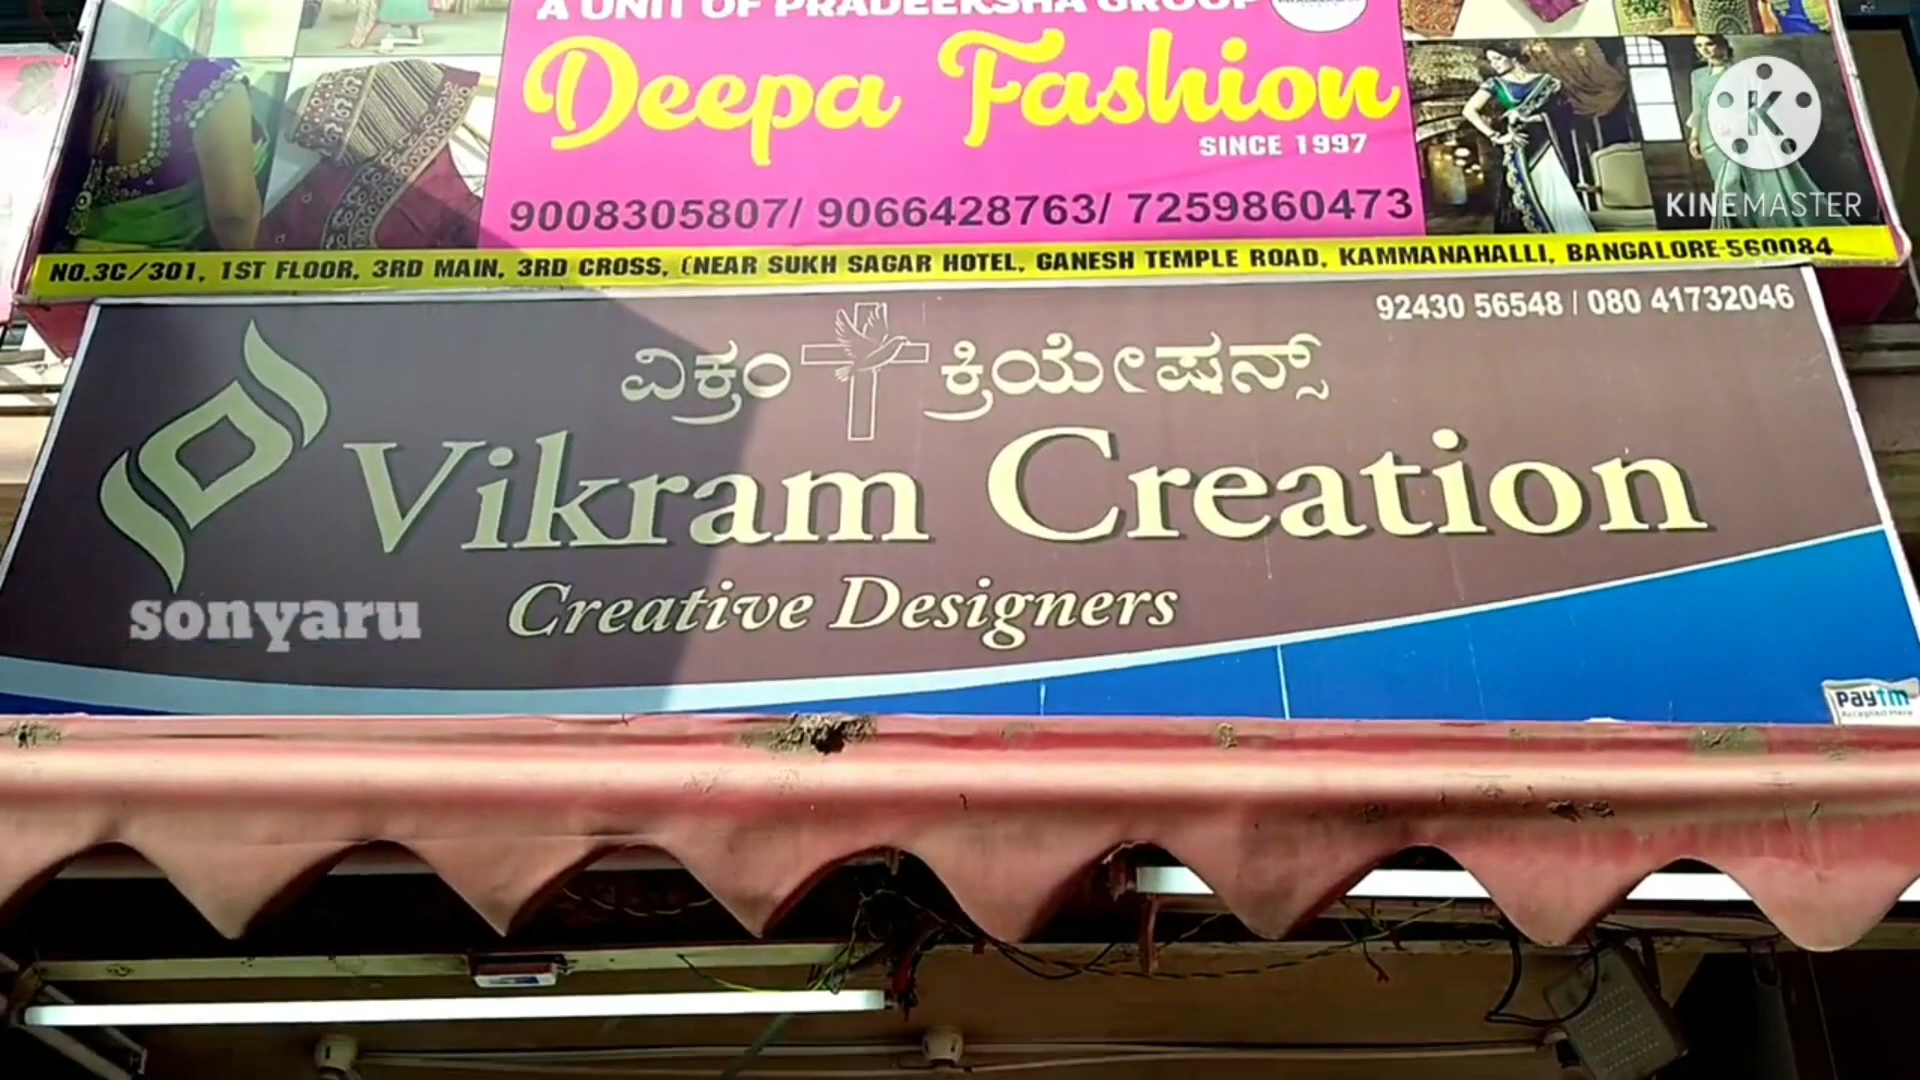 A UNIT OF PRADEEKSHA GROUP
Deepa Fashion
SINCE 1997
9008305807/ 9066428763/ 7259860473
NO.3C/301, 1ST FLOOR, 3RD MAIN, 3RD CROSS, (NEAR SUKH SAGAR HOTEL, GANESH TEMPLE ROAD, KAMMANAHALLI, BANGALORE-560084
K
KINEMASTER
92430 56548 | 080 41732046
ವಿಕ್ರಂ ಕ್ರಿಯೇಷನ್ಸ್
Vikram Creation
Creative Designers
sonyaru
paytm
Accepted Here